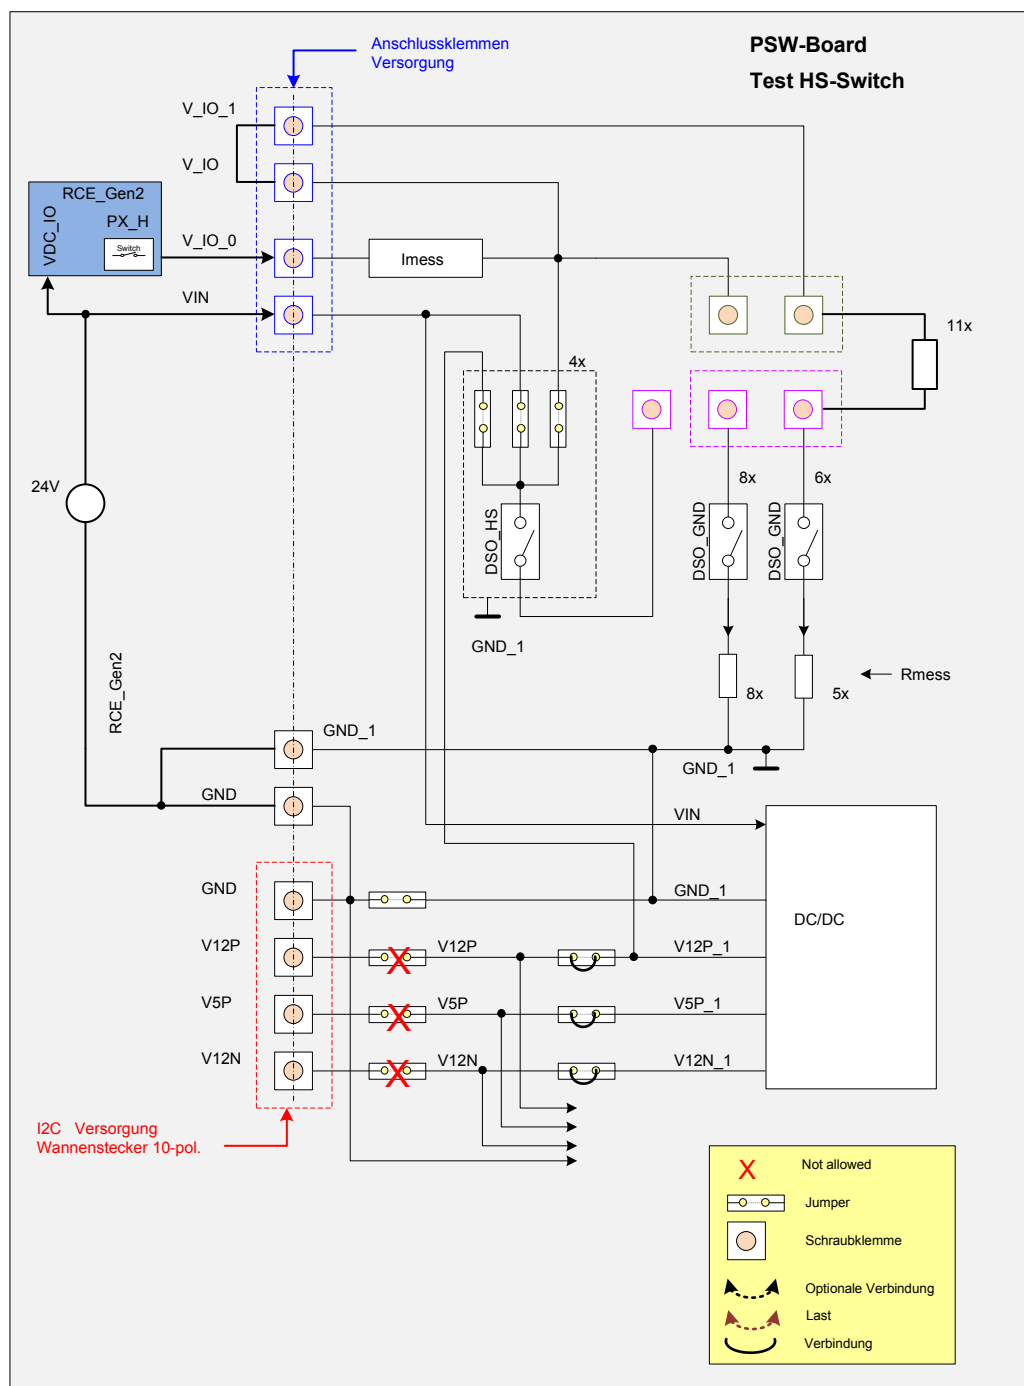 Anschlussklemmen
Versorgung
PSW-Board
Test HS-Switch
V_IO_1
V_IO
RCE_Gen2
VDC_IO
PX_H
Switch
V_IO_0
Imess
VIN
11x
4x
8x
6x
24V
DSO_HS
DSO_GND
DSO_GND
GND_1
RCE_Gen2
Rmess
8x
5x
GND_1
GND_1
GND
VIN
GND
GND_1
DC/DC
V12P
V12P
V12P_1
V5P
V5P
V5P_1
V12N
V12N
V12N_1
I2C Versorgung
Wannenstecker 10-pol.
X Not allowed
Jumper
Schraubklemme
Optionale Verbindung
Last
Verbindung